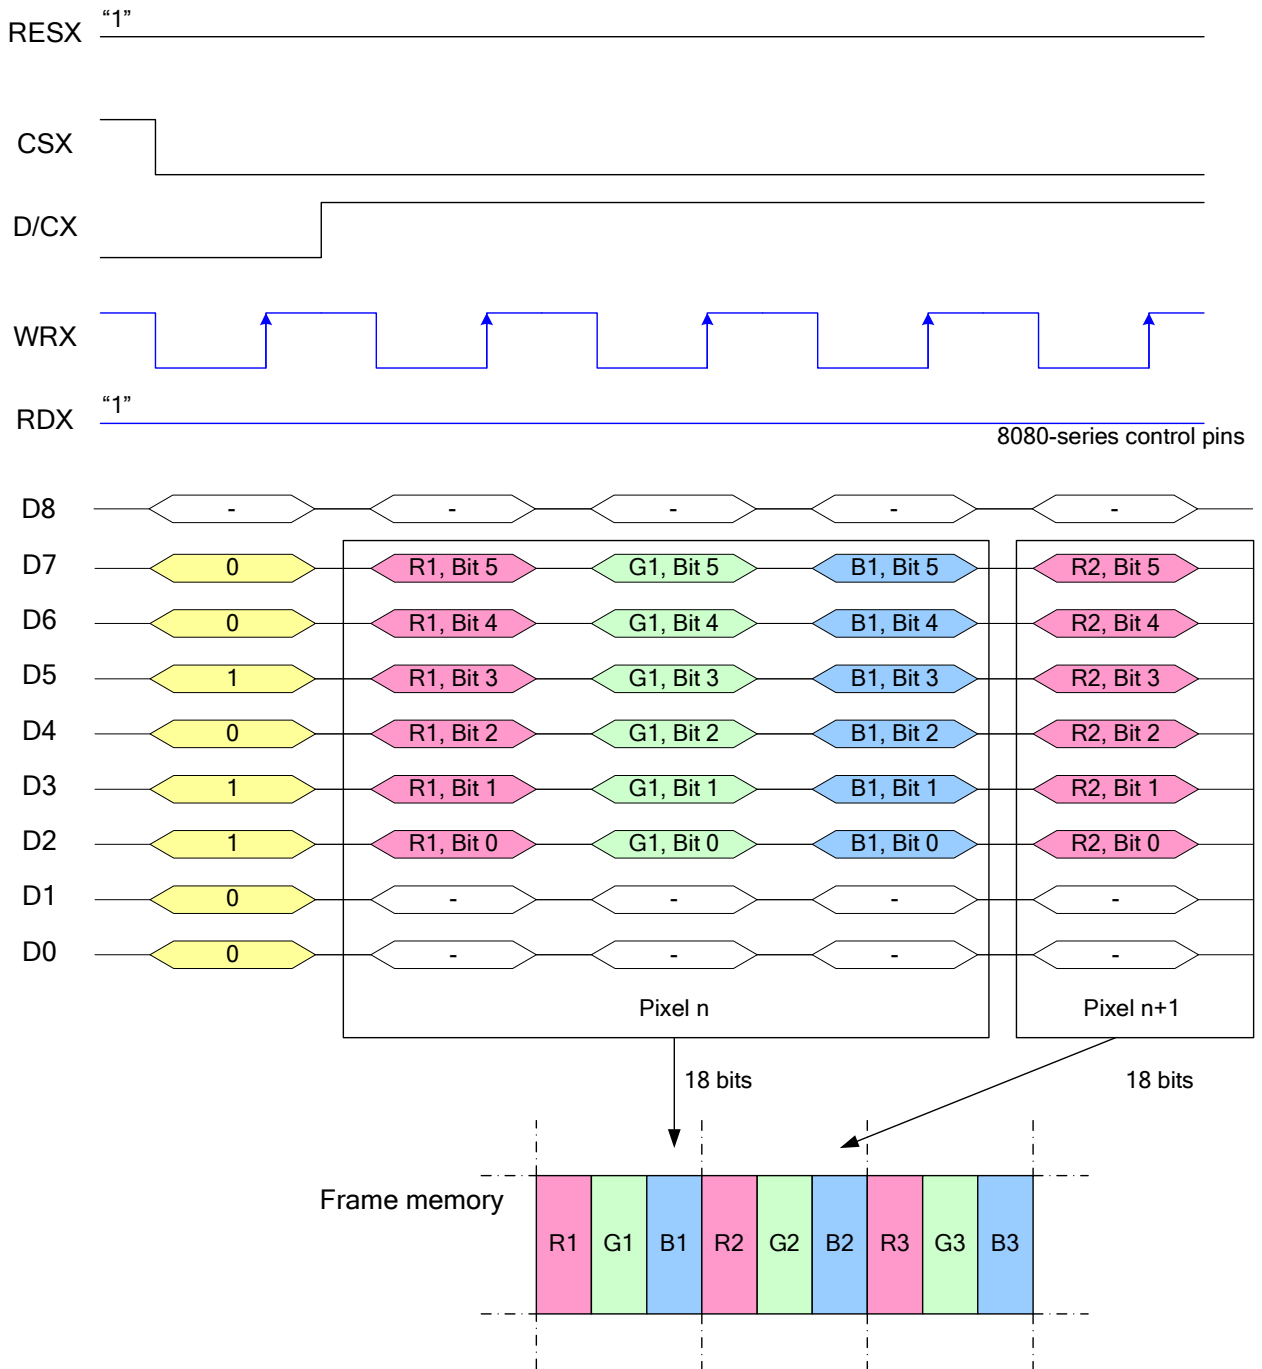 RESX “1”
CSX
D/CX
WRX
RDX “1”
8080-series control pins
D8 - - - - -
D7 0 R1, Bit 5 G1, Bit 5 B1, Bit 5 R2, Bit 5
D6 0 R1, Bit 4 G1, Bit 4 B1, Bit 4 R2, Bit 4
D5 1 R1, Bit 3 G1, Bit 3 B1, Bit 3 R2, Bit 3
D4 0 R1, Bit 2 G1, Bit 2 B1, Bit 2 R2, Bit 2
D3 1 R1, Bit 1 G1, Bit 1 B1, Bit 1 R2, Bit 1
D2 1 R1, Bit 0 G1, Bit 0 B1, Bit 0 R2, Bit 0
D1 0 - - - -
D0 0 - - - -
Pixel n Pixel n+1
18 bits 18 bits
Frame memory
R1 G1 B1 R2 G2 B2 R3 G3 B3